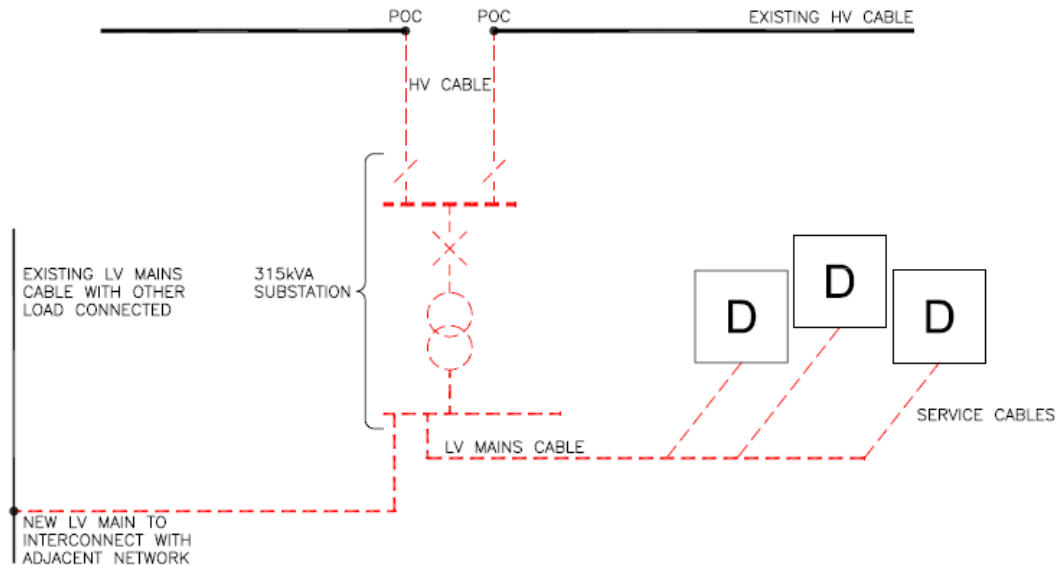 POC
POC
EXISTING HV CABLE
HV CABLE
EXISTING LV MAINS
CABLE WITH OTHER
LOAD CONNECTED
315kVA
SUBSTATION
D
D
D
SERVICE CABLES
LV MAINS CABLE
NEW LV MAIN TO
INTERCONNECT WITH
ADJACENT NETWORK